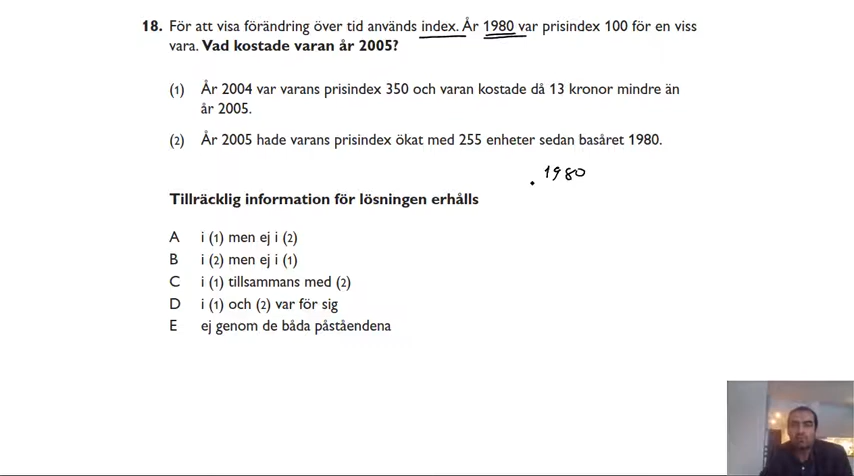 18. För att visa förändring över tid används index. År 1980 var prisindex 100 för en viss
vara. Vad kostade varan år 2005?
(1) År 2004 var varans prisindex 350 och varan kostade då 13 kronor mindre än
år 2005.
(2) År 2005 hade varans prisindex ökat med 255 enheter sedan basåret 1980.
1980
Tillräcklig information för lösningen erhålls
A i (1) men ej i (2)
B i (2) men ej i (1)
C i (1) tillsammans med (2)
D i (1) och (2) var för sig
E ej genom de båda påståendena